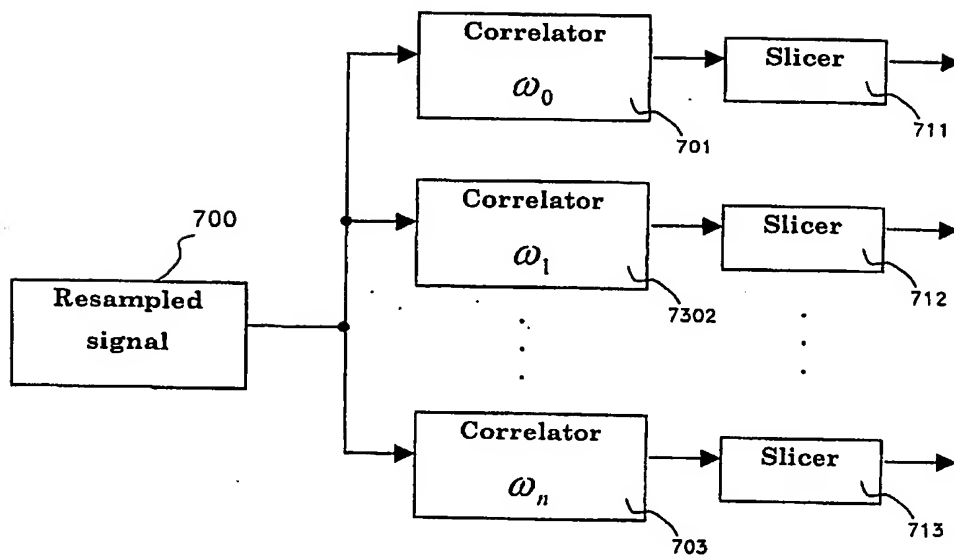 Correlator
ω₀
701
Slicer
711
Correlator
ω₁
7302
Slicer
712
700
Resampled
signal
Correlator
ωₙ
703
Slicer
713